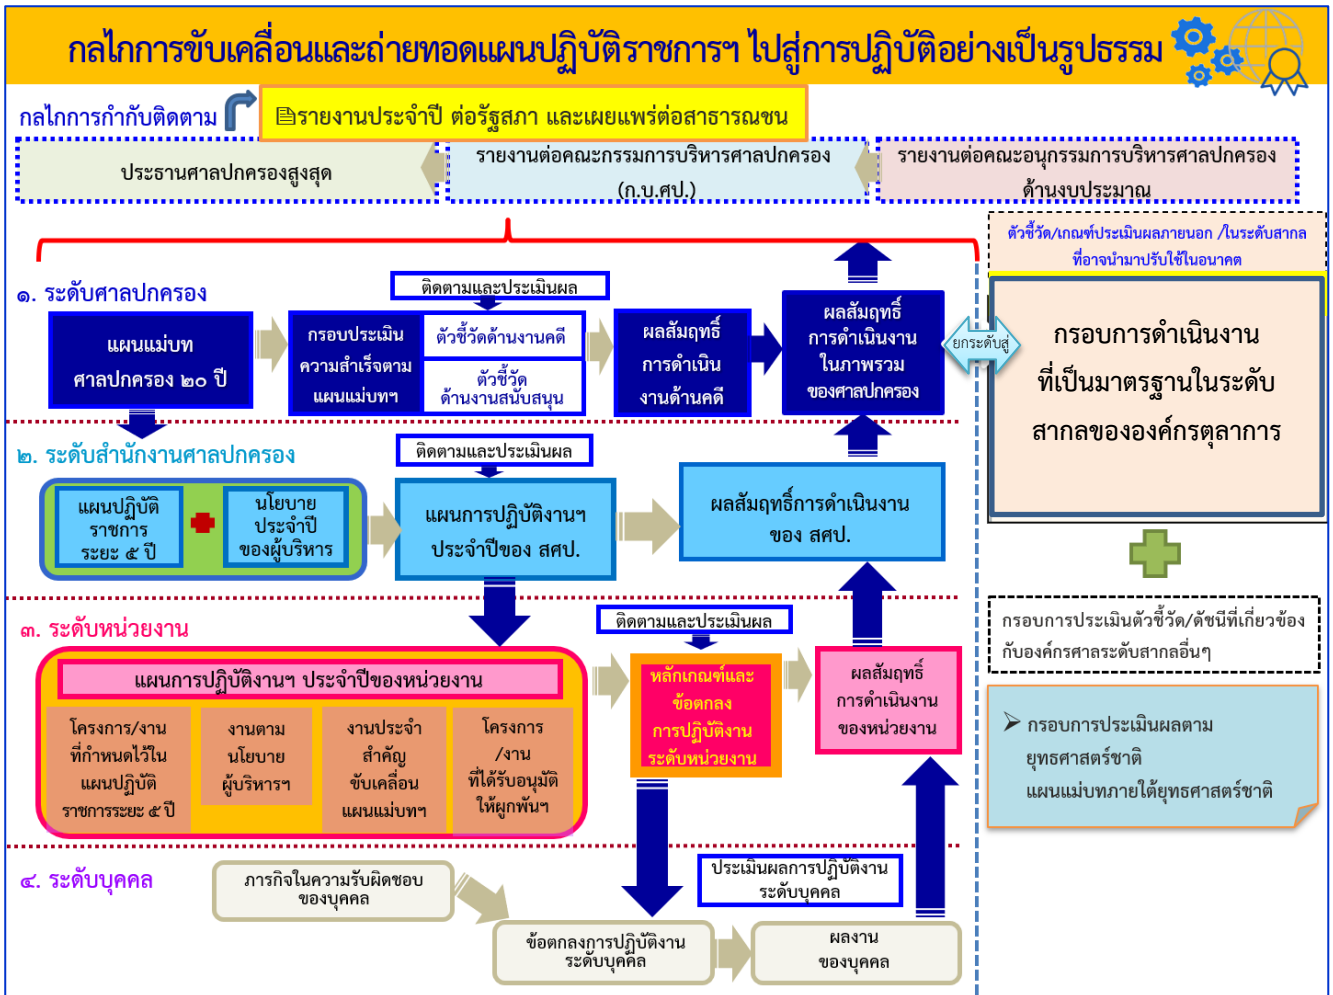 กลไกการขับเคลื่อนและถ่ายทอดแผนปฏิบัติราชการฯ ไปสู่การปฏิบัติอย่างเป็นรูปธรรม
กลไกการกำกับติดตาม
รายงานประจำปี ต่อรัฐสภา และเผยแพร่ต่อสาธารณชน
ประธานศาลปกครองสูงสุด
รายงานต่อคณะกรรมการบริหารศาลปกครอง
(ก.บ.ศป.)
รายงานต่อคณะอนุกรรมการบริหารศาลปกครอง
ด้านงบประมาณ
ตัวชี้วัด/เกณฑ์ประเมินผลภายนอก /ในระดับสากล
ที่อาจนำมาปรับใช้ในอนาคต
๑. ระดับศาลปกครอง
ติดตามและประเมินผล
แผนแม่บท
ศาลปกครอง ๒๐ ปี
กรอบประเมิน
ความสำเร็จตาม
แผนแม่บทฯ
ตัวชี้วัดด้านงานคดี
ตัวชี้วัด
ด้านงานสนับสนุน
ผลสัมฤทธิ์
การดำเนิน
งานด้านคดี
ผลสัมฤทธิ์
การดำเนินงาน
ในภาพรวม
ของศาลปกครอง
ยกระดับสู่
กรอบการดำเนินงาน
ที่เป็นมาตรฐานในระดับ
สากลขององค์กรตุลาการ
๒. ระดับสำนักงานศาลปกครอง
ติดตามและประเมินผล
แผนปฏิบัติ
ราชการ
ระยะ ๕ ปี
นโยบาย
ประจำปี
ของผู้บริหาร
แผนการปฏิบัติงานฯ
ประจำปีของ สศป.
ผลสัมฤทธิ์การดำเนินงาน
ของ สศป.
๓. ระดับหน่วยงาน
ติดตามและประเมินผล
แผนการปฏิบัติงานฯ ประจำปีของหน่วยงาน
โครงการ/งาน
ที่กำหนดไว้ใน
แผนปฏิบัติ
ราชการระยะ ๕ ปี
งานตาม
นโยบาย
ผู้บริหารฯ
งานประจำ
สำคัญ
ขับเคลื่อน
แผนแม่บทฯ
โครงการ
/งาน
ที่ได้รับอนุมัติ
ให้ผูกพันฯ
หลักเกณฑ์และ
ข้อตกลง
การปฏิบัติงาน
ระดับหน่วยงาน
ผลสัมฤทธิ์
การดำเนินงาน
ของหน่วยงาน
กรอบการประเมินตัวชี้วัด/ดัชนีที่เกี่ยวข้อง
กับองค์กรศาลระดับสากลอื่นๆ
➢ กรอบการประเมินผลตาม
ยุทธศาสตร์ชาติ
แผนแม่บทภายใต้ยุทธศาสตร์ชาติ
๔. ระดับบุคคล
ภารกิจในความรับผิดชอบ
ของบุคคล
ประเมินผลการปฏิบัติงาน
ระดับบุคคล
ข้อตกลงการปฏิบัติงาน
ระดับบุคคล
ผลงาน
ของบุคคล